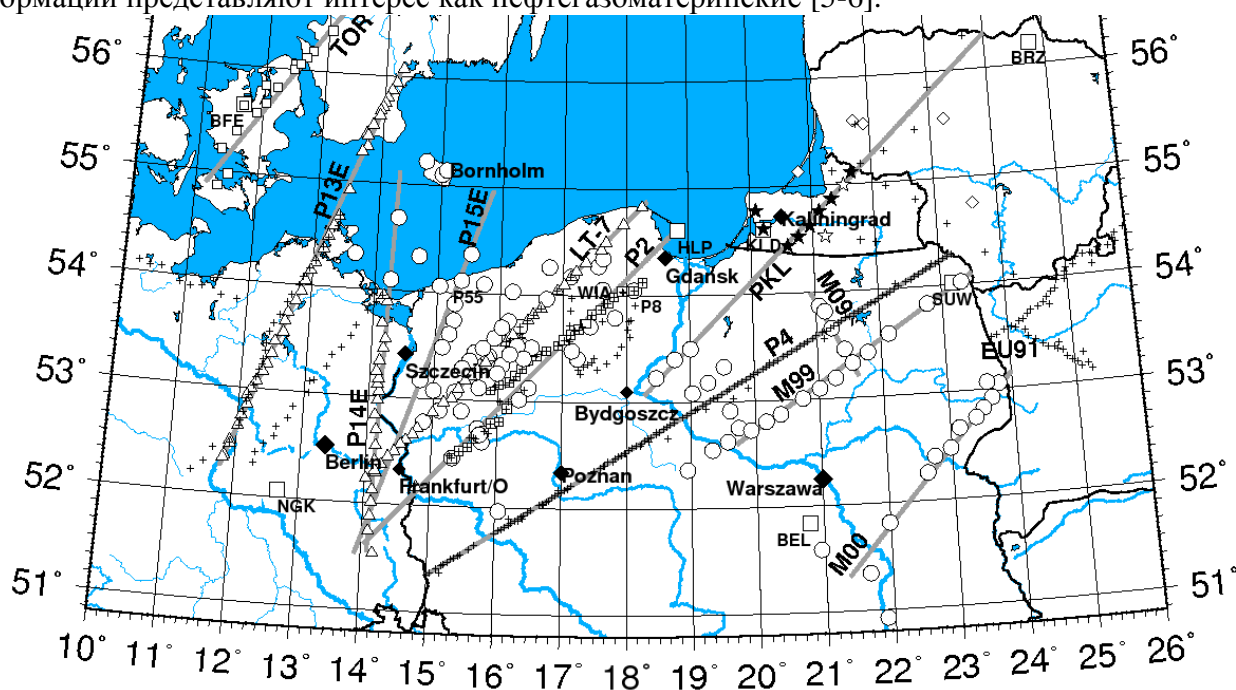 формации представляют интерес как нефтегазоматеринские [5-6].
56°
55°
54°
53°
52°
51°
56°
55°
54°
53°
52°
51°
10° 11° 12° 13° 14° 15° 16° 17° 18° 19° 20° 21° 22° 23° 24° 25° 26°
TOR
BRZ
BFE
P13E
Bornholm
P15E
LT-7
P2
HLP
Gdańsk
Kaliningrad
KLD
PKL
P55
WIA
P8
M09
SUW
P4
EU91
Szczecin
M99
Bydgoszcz
P14E
Berlin
Frankfurt/O
Poznan
Warszawa
NGK
BEL
M00